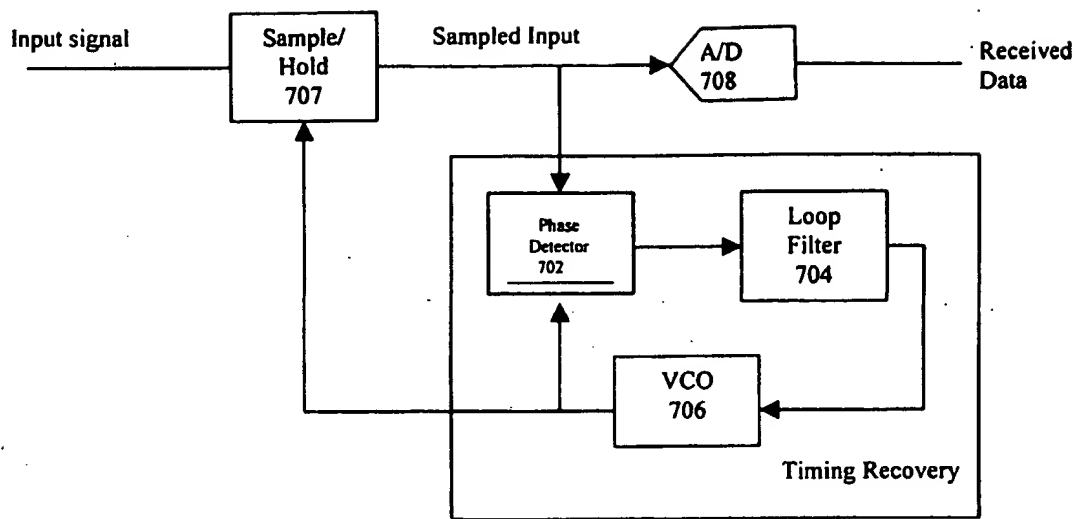 Input signal
Sample/
Hold
707
Sampled Input
A/D
708
Received
Data
Phase
Detector
702
Loop
Filter
704
VCO
706
Timing Recovery